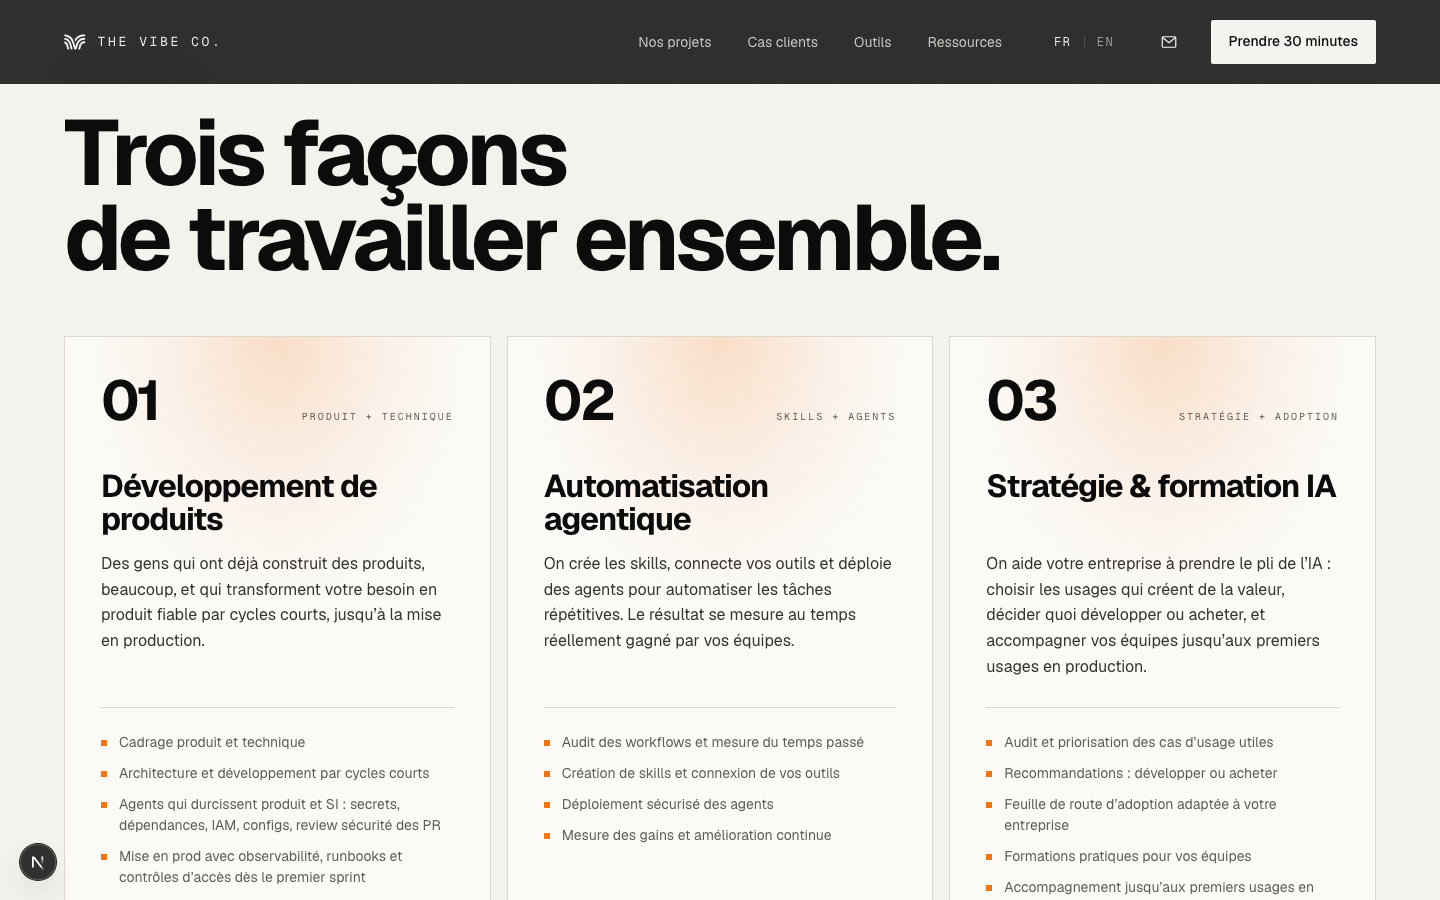 THE VIBE CO.
Nos projets
Cas clients
Outils
Ressources
FR
EN
Prendre 30 minutes
Trois façons
de travailler ensemble.
01
PRODUIT + TECHNIQUE
Développement de
produits
Des gens qui ont déjà construit des produits,
beaucoup, et qui transforment votre besoin en
produit fiable par cycles courts, jusqu’à la mise
en production.
Cadrage produit et technique
Architecture et développement par cycles courts
Agents qui durcissent produit et SI : secrets,
dépendances, IAM, configs, review sécurité des PR
Mise en prod avec observabilité, runbooks et
contrôles d’accès dès le premier sprint
02
SKILLS + AGENTS
Automatisation
agentique
On crée les skills, connecte vos outils et déploie
des agents pour automatiser les tâches
répétitives. Le résultat se mesure au temps
réellement gagné par vos équipes.
Audit des workflows et mesure du temps passé
Création de skills et connexion de vos outils
Déploiement sécurisé des agents
Mesure des gains et amélioration continue
03
STRATÉGIE + ADOPTION
Stratégie & formation IA
On aide votre entreprise à prendre le pli de l’IA :
choisir les usages qui créent de la valeur,
décider quoi développer ou acheter, et
accompagner vos équipes jusqu’aux premiers
usages en production.
Audit et priorisation des cas d’usage utiles
Recommandations : développer ou acheter
Feuille de route d’adoption adaptée à votre
entreprise
Formations pratiques pour vos équipes
Accompagnement jusqu’aux premiers usages en
N